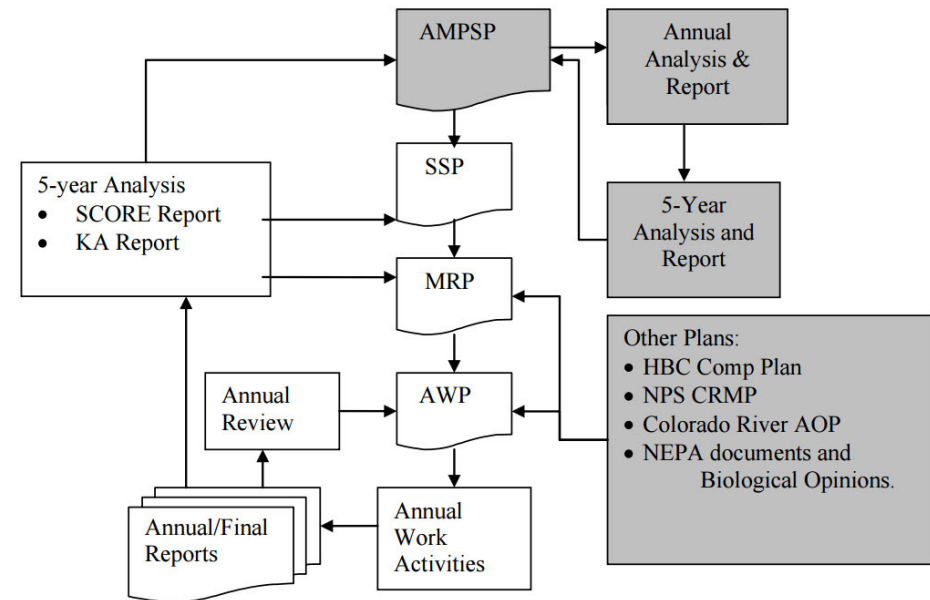 AMPSP
Annual
Analysis &
Report
SSP
5-year Analysis
• SCORE Report
• KA Report
5-Year
Analysis and
Report
MRP
Other Plans:
• HBC Comp Plan
• NPS CRMP
• Colorado River AOP
• NEPA documents and
Biological Opinions.
Annual
Review
AWP
Annual/Final
Reports
Annual
Work
Activities